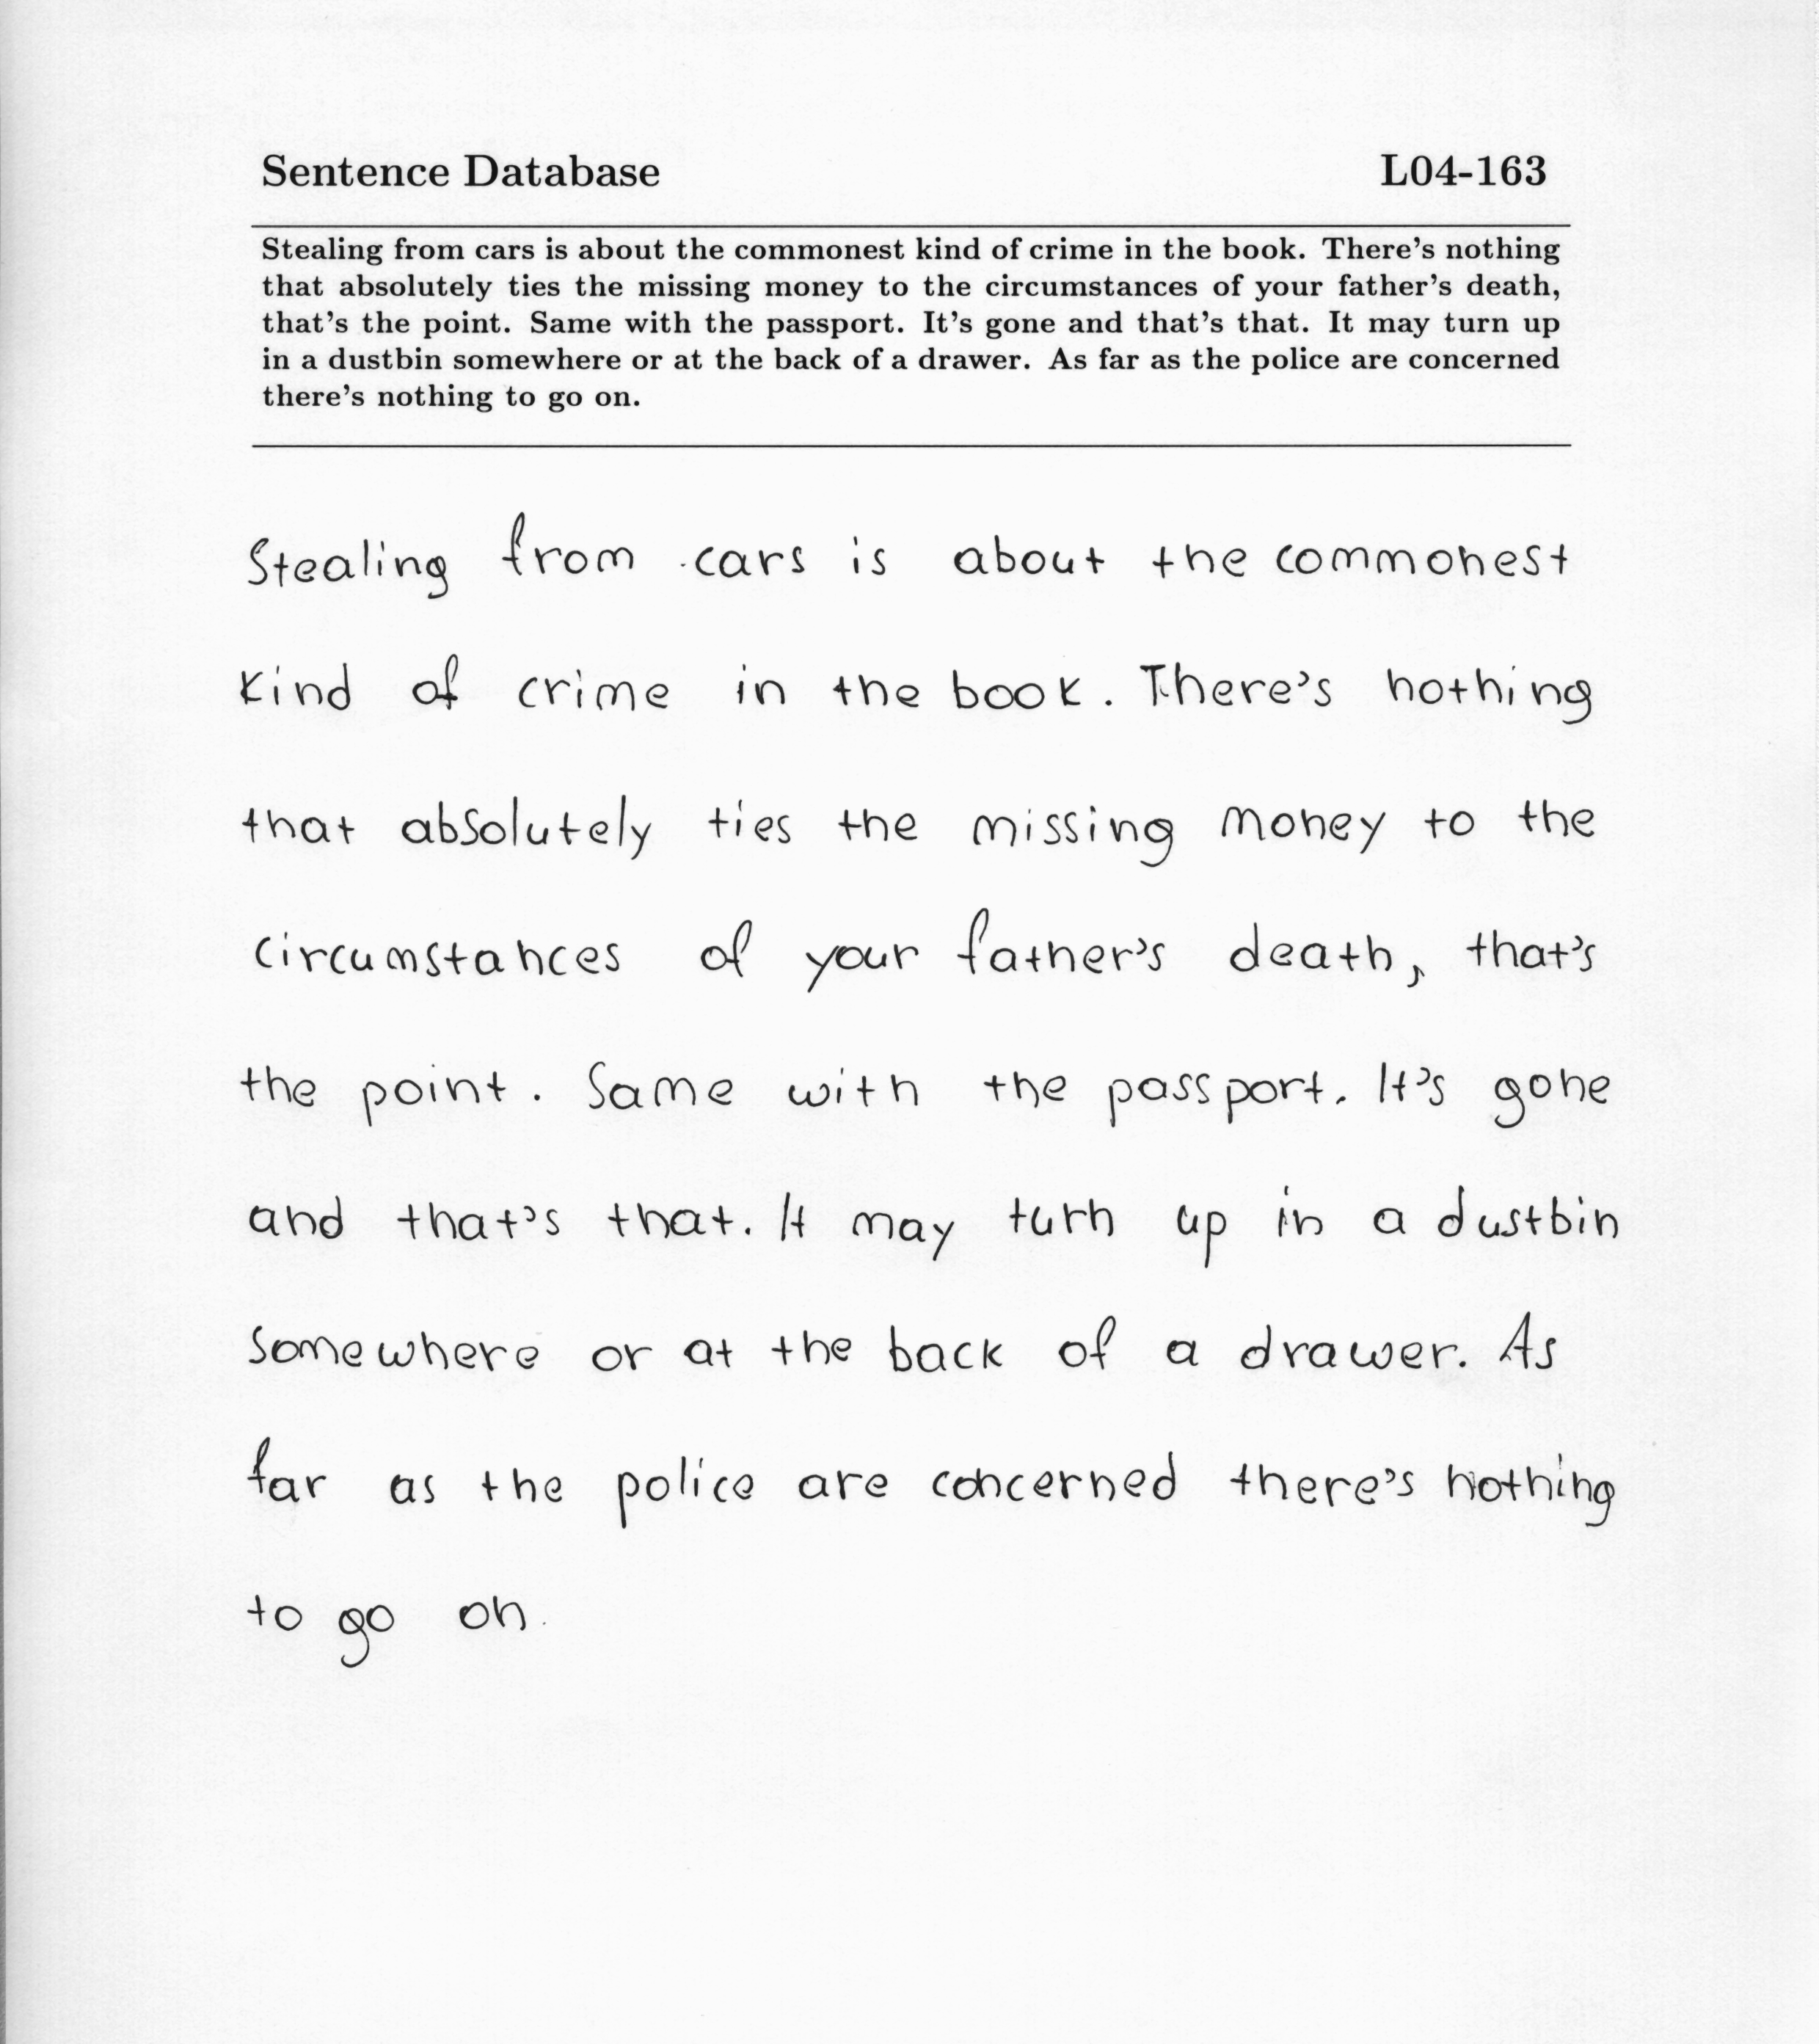 Sentence Database L04-163
Stealing from cars is about the commonest kind of crime in the book. There's nothing
that absolutely ties the missing money to the circumstances of your father's death,
that's the point. Same with the passport. It's gone and that's that. It may turn up
in a dustbin somewhere or at the back of a drawer. As far as the police are concerned
there's nothing to go on.
Stealing from cars is about the commonest
kind of crime in the book. There's nothing
that absolutely ties the missing money to the
circumstances of your father's death, that's
the point. Same with the passport. It's gone
and that's that. It may turn up in a dustbin
somewhere or at the back of a drawer. As
far as the police are concerned there's nothing
to go on.